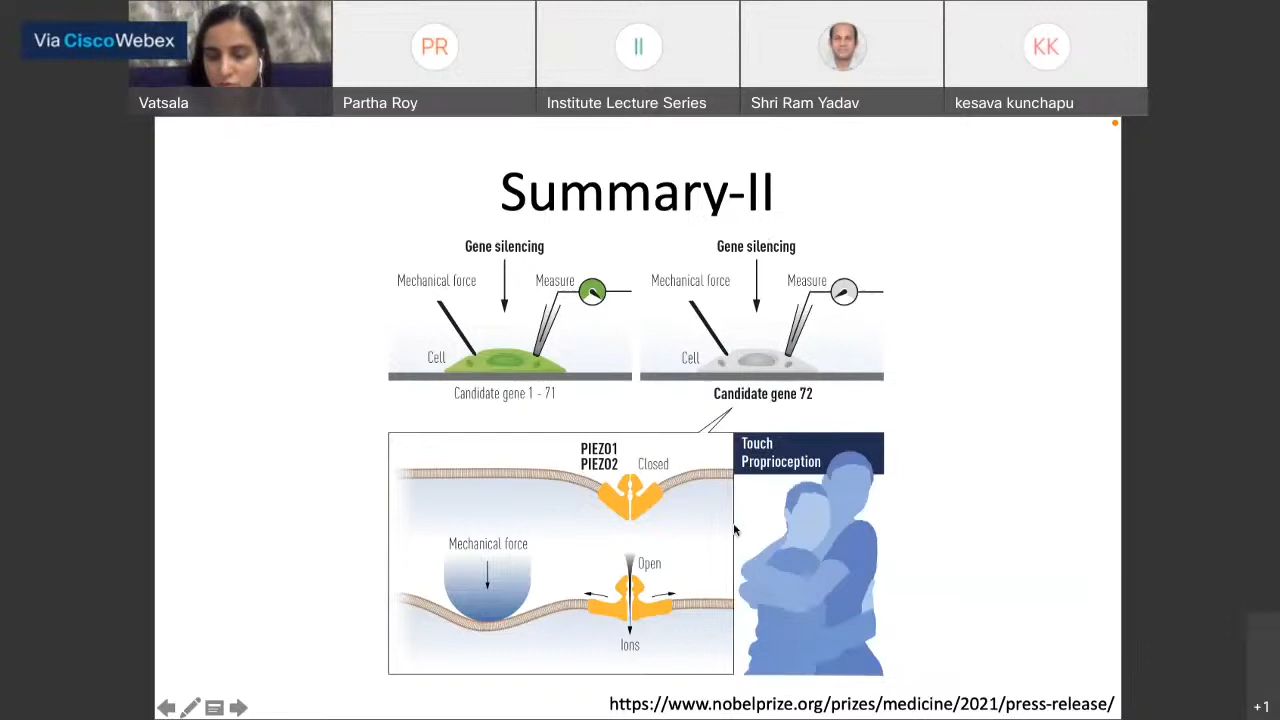 Via Cisco Webex
PR
II
KK
Vatsala
Partha Roy
Institute Lecture Series
Shri Ram Yadav
kesava kunchapu
Summary-II
Gene silencing
Gene silencing
Mechanical force
Measure
Mechanical force
Measure
Cell
Cell
Candidate gene 1 - 71
Candidate gene 72
PIEZO1
PIEZO2
Closed
Touch
Proprioception
Mechanical force
Open
Ions
https://www.nobelprize.org/prizes/medicine/2021/press-release/
+1